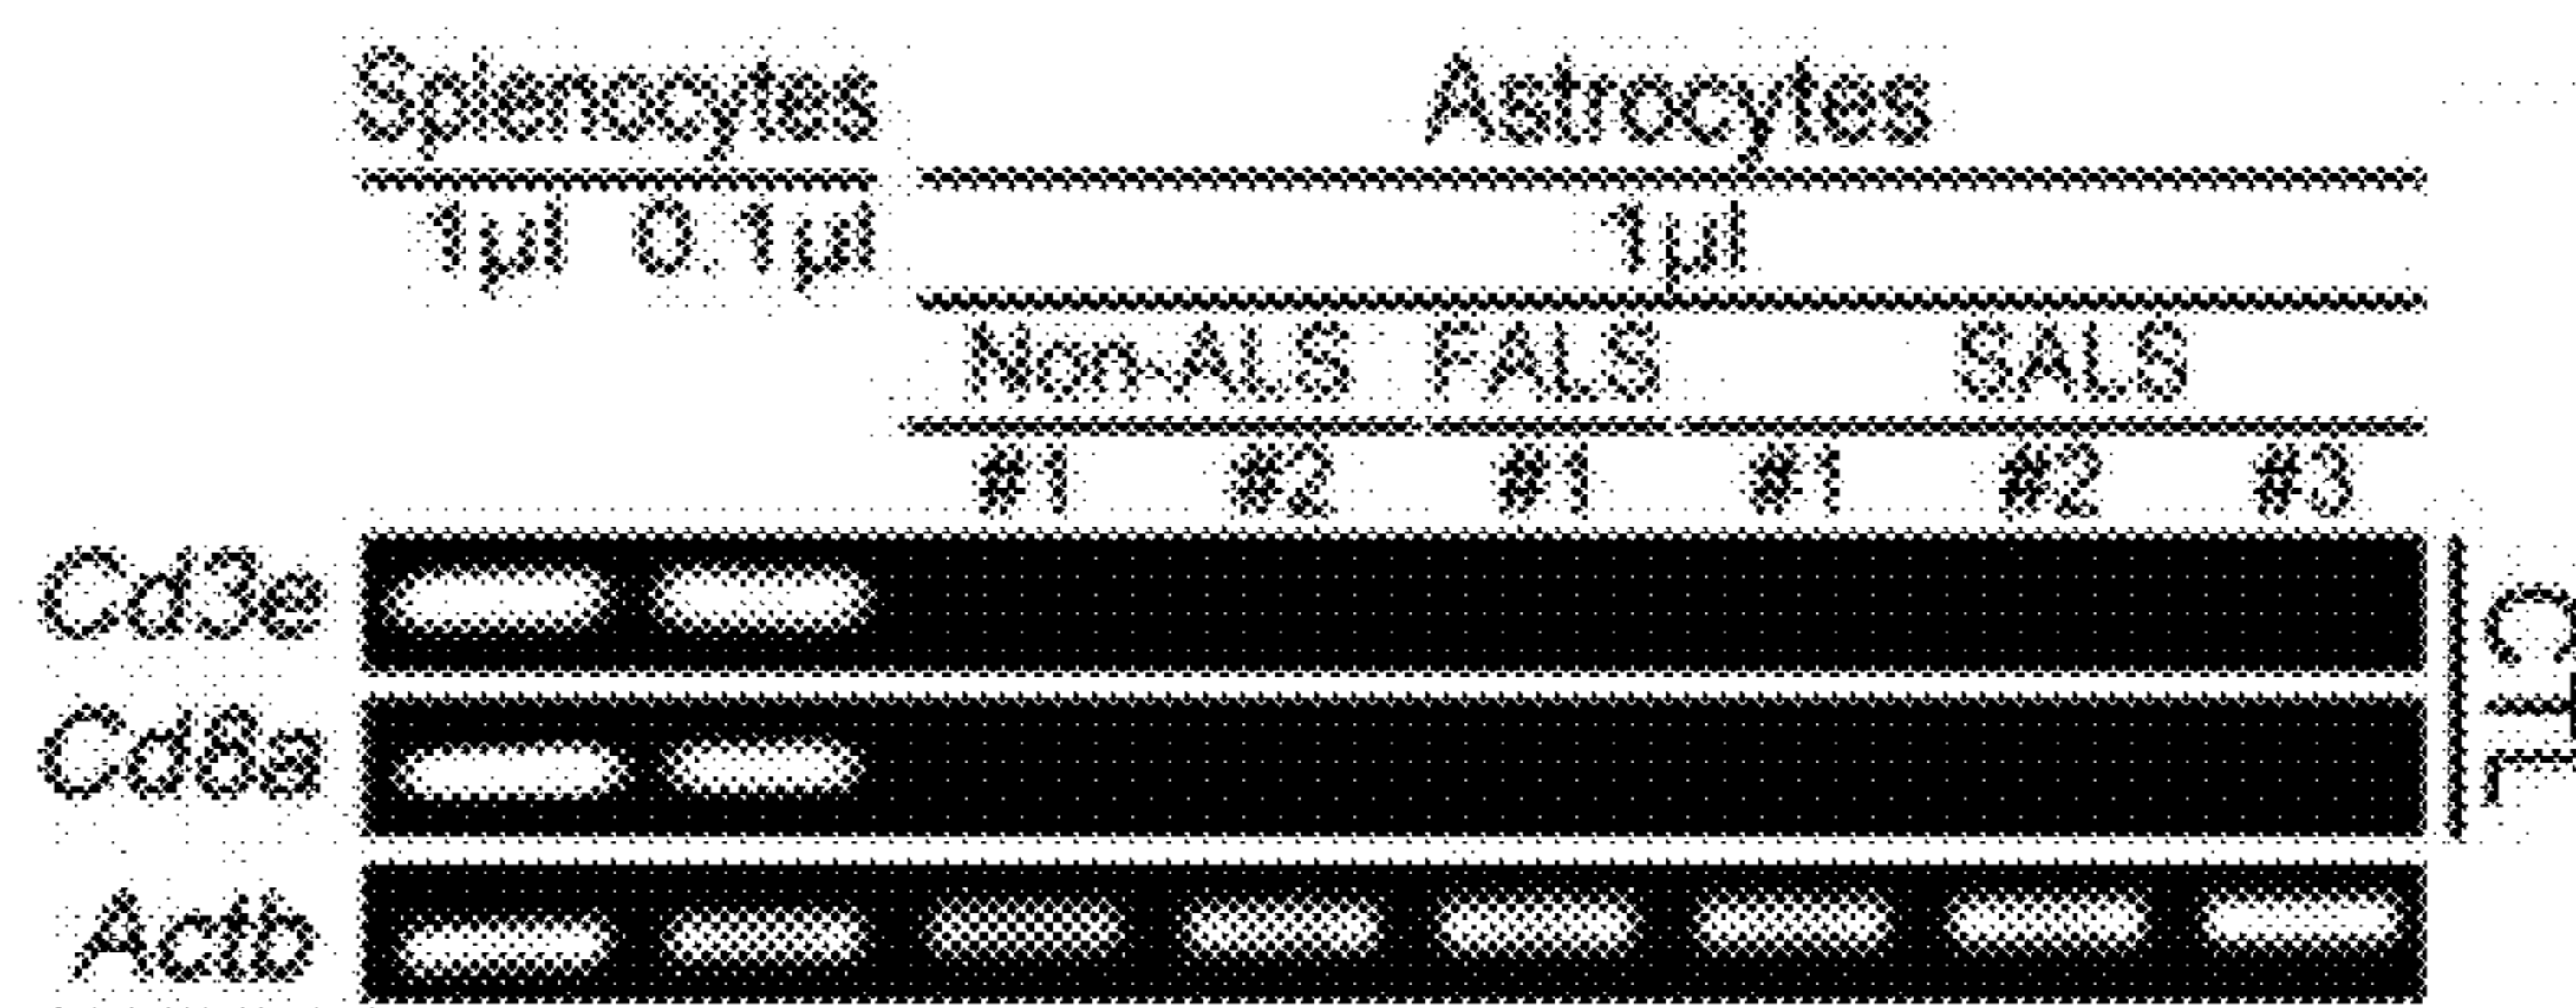 Splenocytes Astrocytes
1µl 0.1µl 1µl
Non-ALS FALS SALS
#1 #2 #1 #1 #2 #3
Cd3e
Cd8a
CTL
Actb